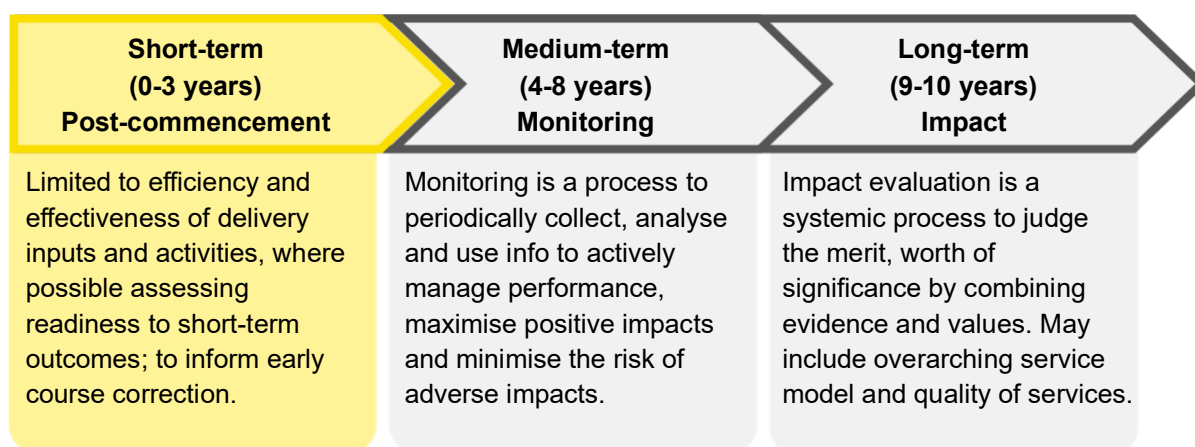 Short-term
(0-3 years)
Post-commencement
Limited to efficiency and
effectiveness of delivery
inputs and activities, where
possible assessing
readiness to short-term
outcomes; to inform early
course correction.
Medium-term
(4-8 years)
Monitoring
Monitoring is a process to
periodically collect, analyse
and use info to actively
manage performance,
maximise positive impacts
and minimise the risk of
adverse impacts.
Long-term
(9-10 years)
Impact
Impact evaluation is a
systemic process to judge
the merit, worth of
significance by combining
evidence and values. May
include overarching service
model and quality of services.